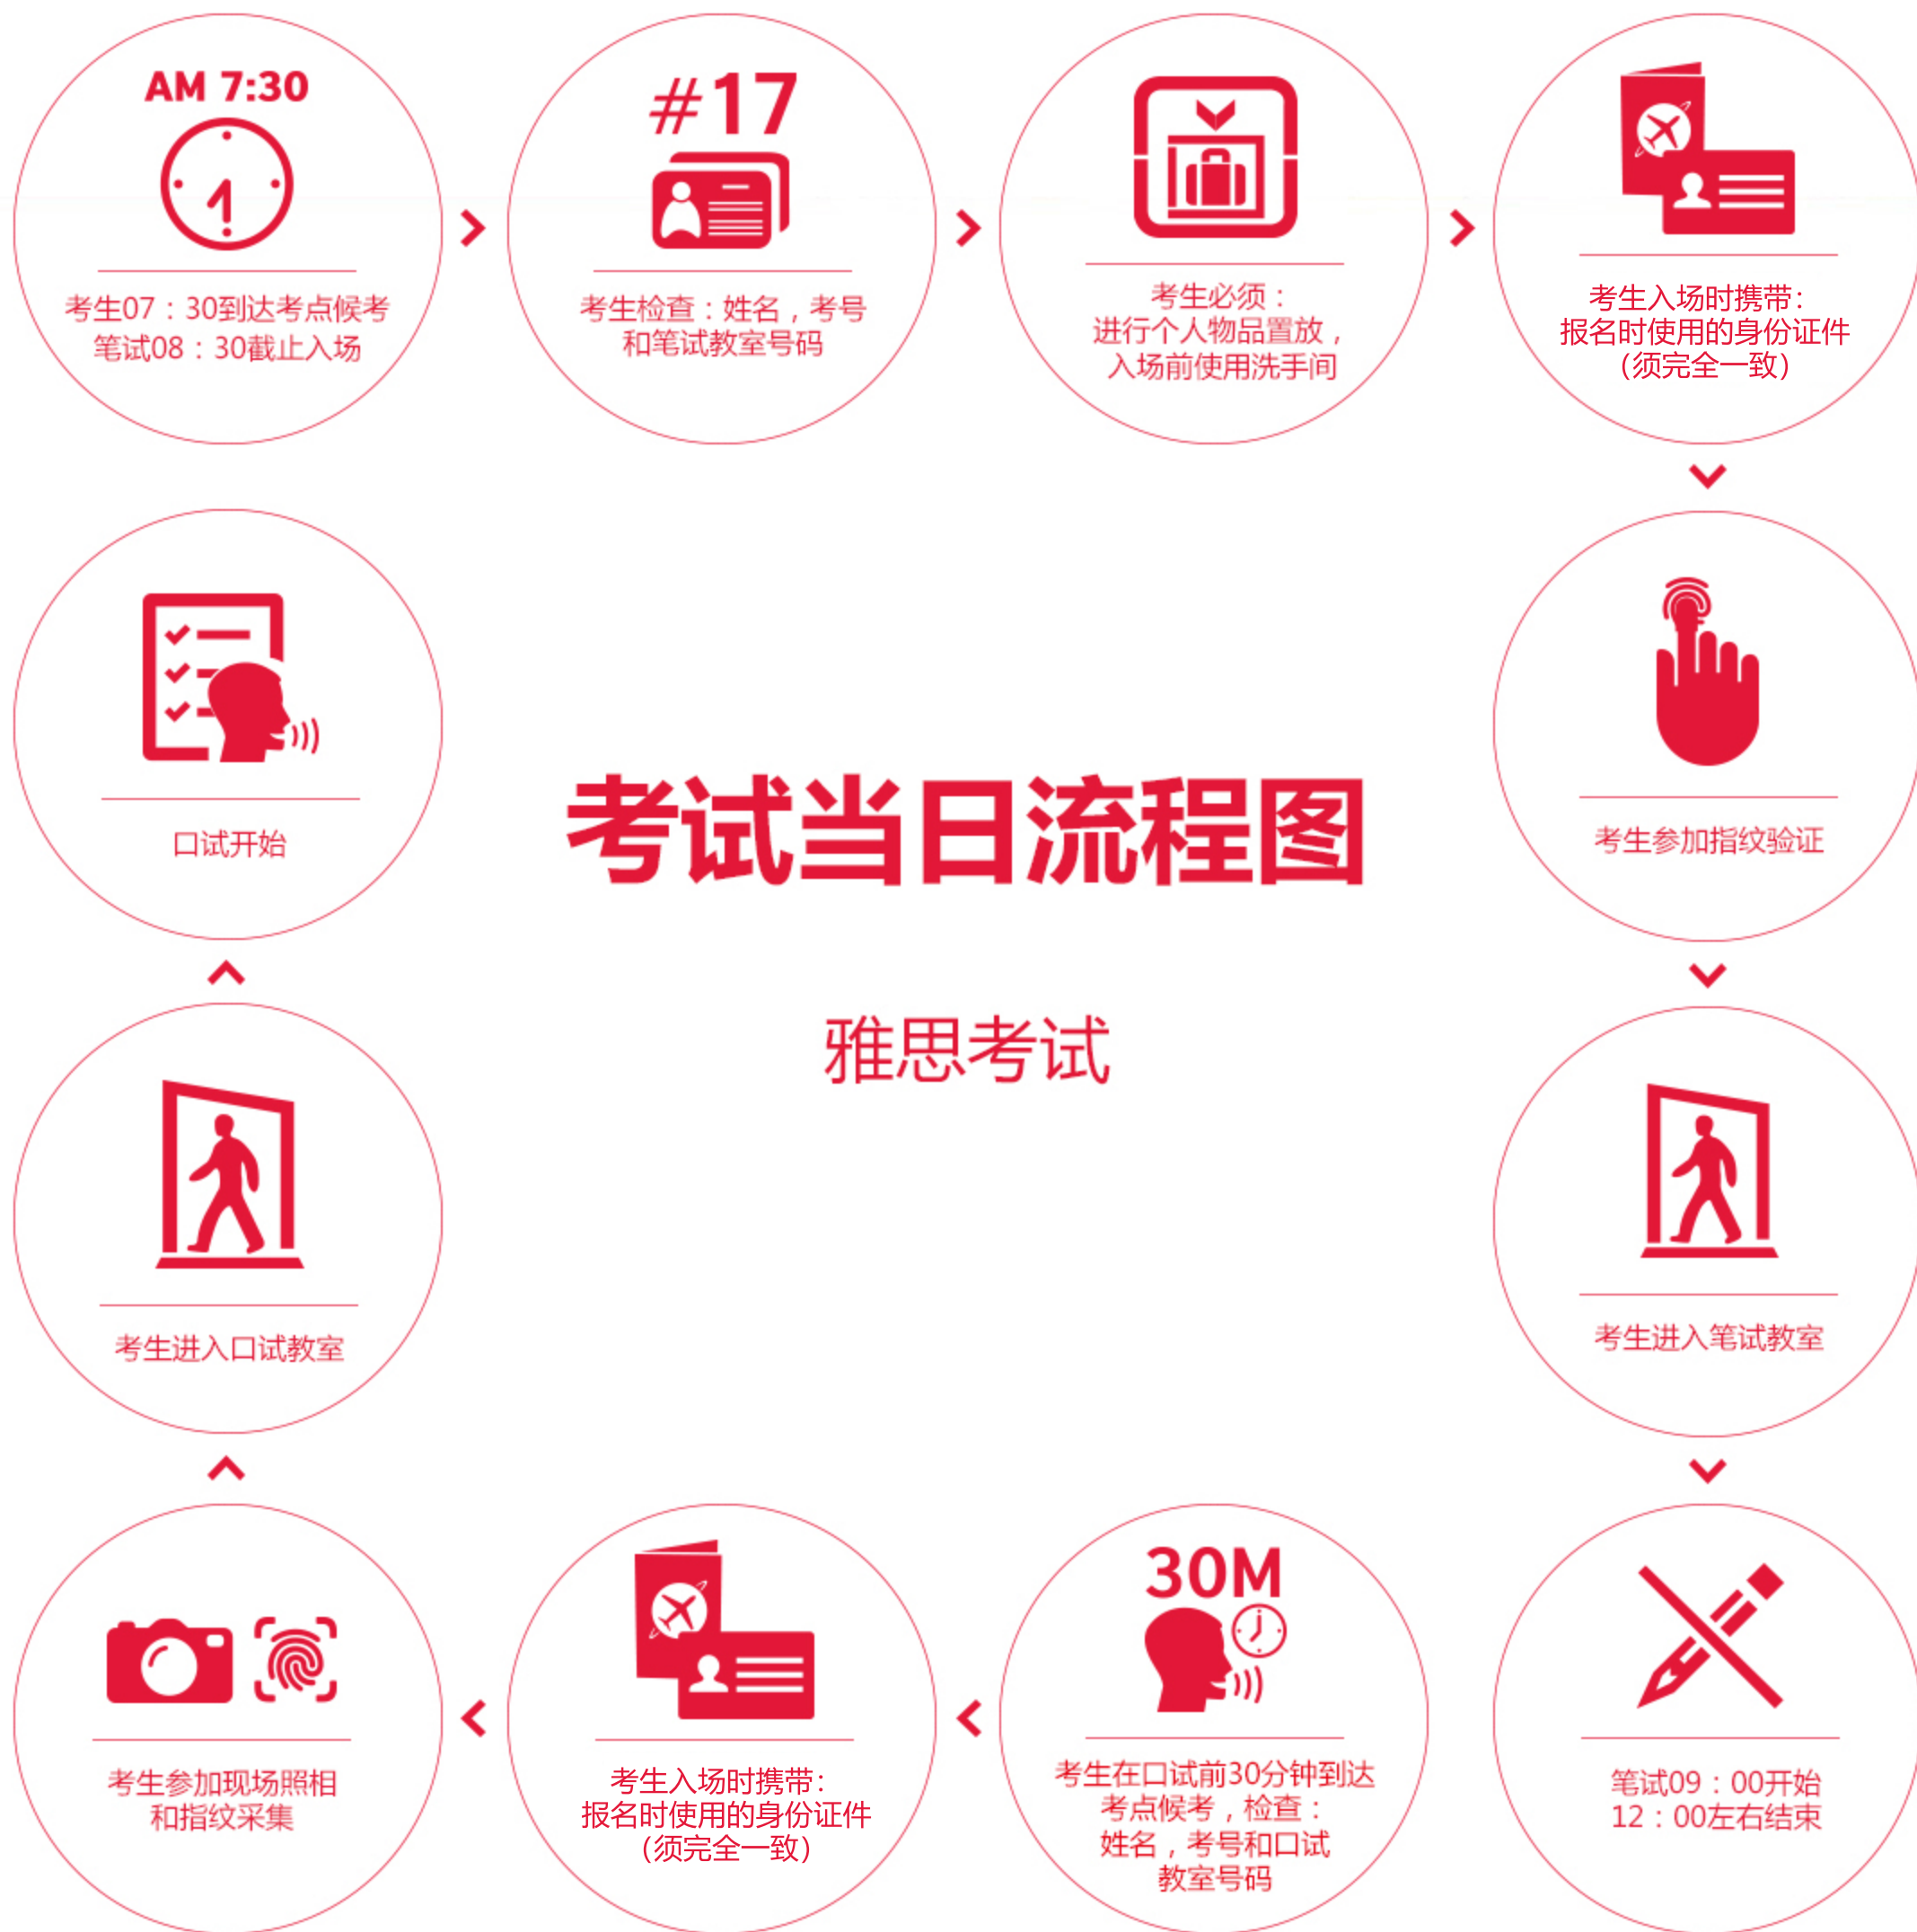 AM 7:30
考生07：30到达考点候考
笔试08：30截止入场
#17
考生检查：姓名，考号
和笔试教室号码
考生必须：
进行个人物品置放，
入场前使用洗手间
考生入场时携带：
报名时使用的身份证件
（须完全一致）
考生参加指纹验证
考生进入笔试教室
笔试09：00开始
12：00左右结束
30M
考生在口试前30分钟到达
考点候考，检查：
姓名，考号和口试
教室号码
考生入场时携带：
报名时使用的身份证件
（须完全一致）
考生参加现场照相
和指纹采集
考生进入口试教室
口试开始
考试当日流程图
雅思考试